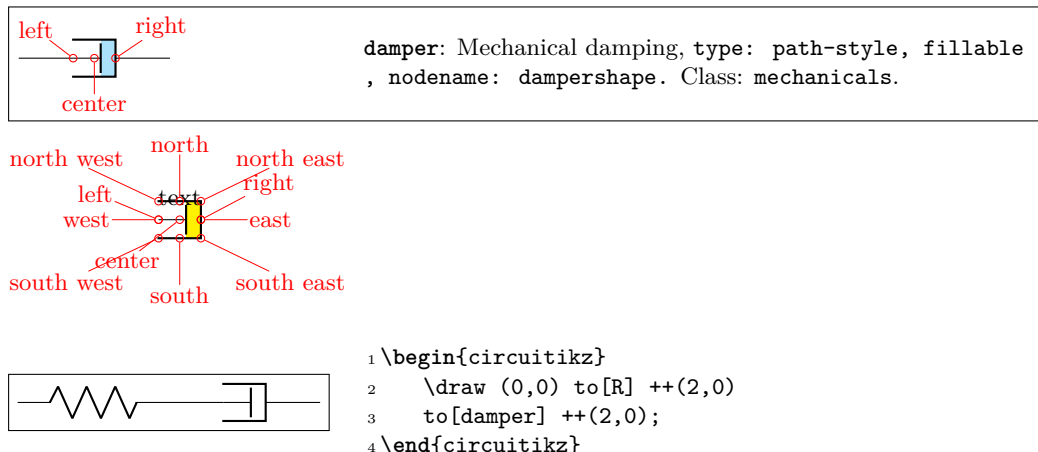 left right
center
damper: Mechanical damping, type: path-style, fillable
, nodename: dampershape. Class: mechanicals.
north
north west north east
text right
left
west east
center
south west south east
south
1 \begin{circuitikz}
2 \draw (0,0) to[R] ++(2,0)
3 to[damper] ++(2,0);
4 \end{circuitikz}